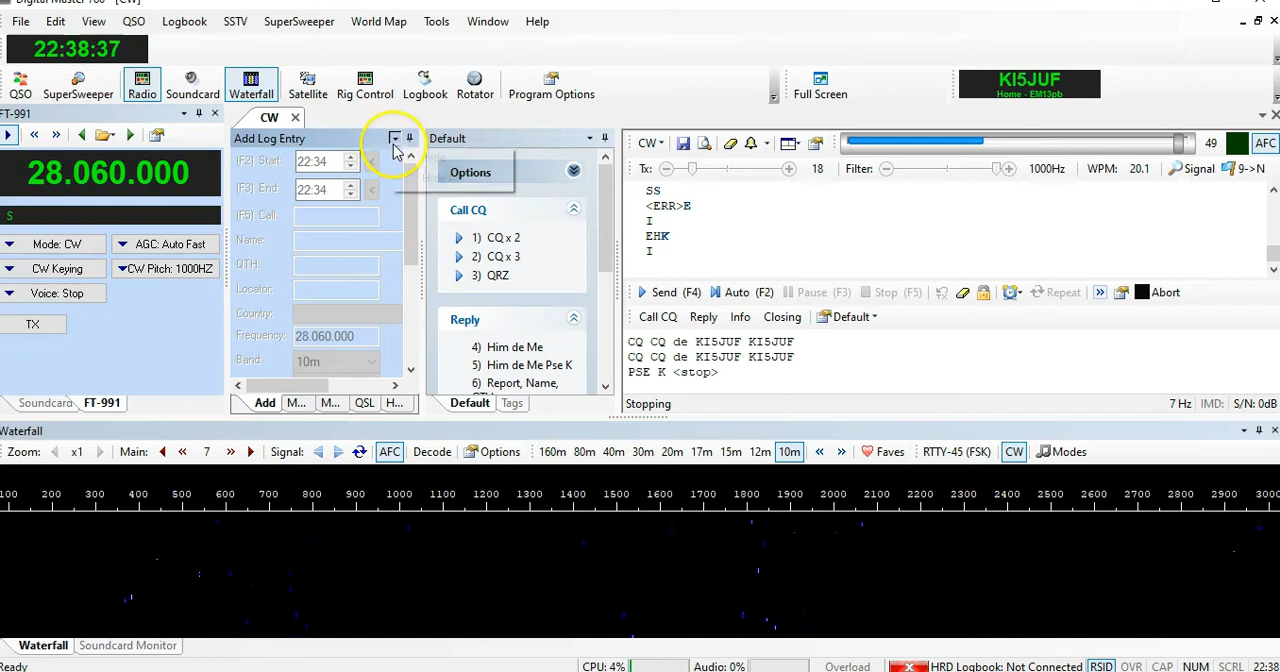 Digital Master 780 - [CW]
File Edit View QSO Logbook SSTV SuperSweeper World Map Tools Window Help
22:38:37
QSO SuperSweeper Radio Soundcard Waterfall Satellites Log Control Logbook Rotator Program Options Full Screen
KI5JUF
Home - EM13pb
FT-991
CW
28.060.000
S
Mode: CW AGC: Auto Fast
CW Keying CW Pitch: 1000HZ
Voice: Stop
TX
Soundcard FT-991
Add Log Entry
(F2) Start: 22:34 <
(F3) End: 22:34 <
(F5) Call:
Name:
QTH:
Locator:
Country:
Frequency: 28.060.000
Band: 10m
Add M... M... QSL H...
Default
Options
Call CQ
1) CQ x 2
2) CQ x 3
3) QRZ
Reply
4) Him de Me
5) Him de Me Pse K
6) Report, Name,
Default Tags
CW 49 AFC
Tx: 18 Filter: 1000Hz WPM: 20.1 Signal 9->N
SS
<ERR>E
I
EHK
I
Send (F4) Auto (F2) Pause (F3) Stop (F5) Repeat Abort
Call CQ Reply Info Closing Default
CQ CQ de KI5JUF KI5JUF
CQ CQ de KI5JUF KI5JUF
PSE K <stop>
Stopping 7 Hz IMD: S/N: 0dB
Waterfall
Zoom: x1 Main: 7 Signal: AFC Decode Options 160m 80m 40m 30m 20m 17m 15m 12m 10m Faves RTTY-45 (FSK) CW Modes
100 200 300 400 500 600 700 800 900 1000 1100 1200 1300 1400 1500 1600 1700 1800 1900 2000 2100 2200 2300 2400 2500 2600 2700 2800 2900 3000
Waterfall Soundcard Monitor
Ready CPU: 4% Audio: 0% Overload HRD Logbook: Not Connected RSID OVR CAP NUM SCRL 22:38